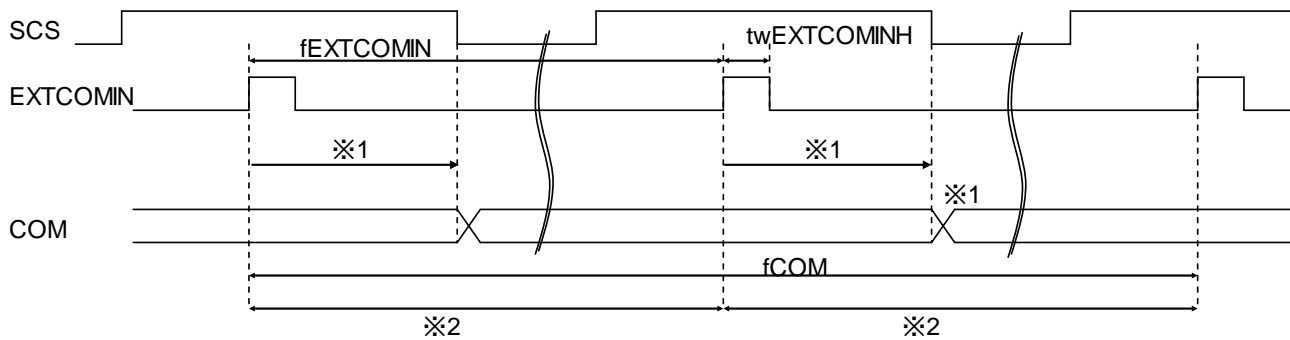 SCS
fEXTCOMIN
twEXTCOMINH
EXTCOMIN
※1
※1
※1
COM
fCOM
※2
※2